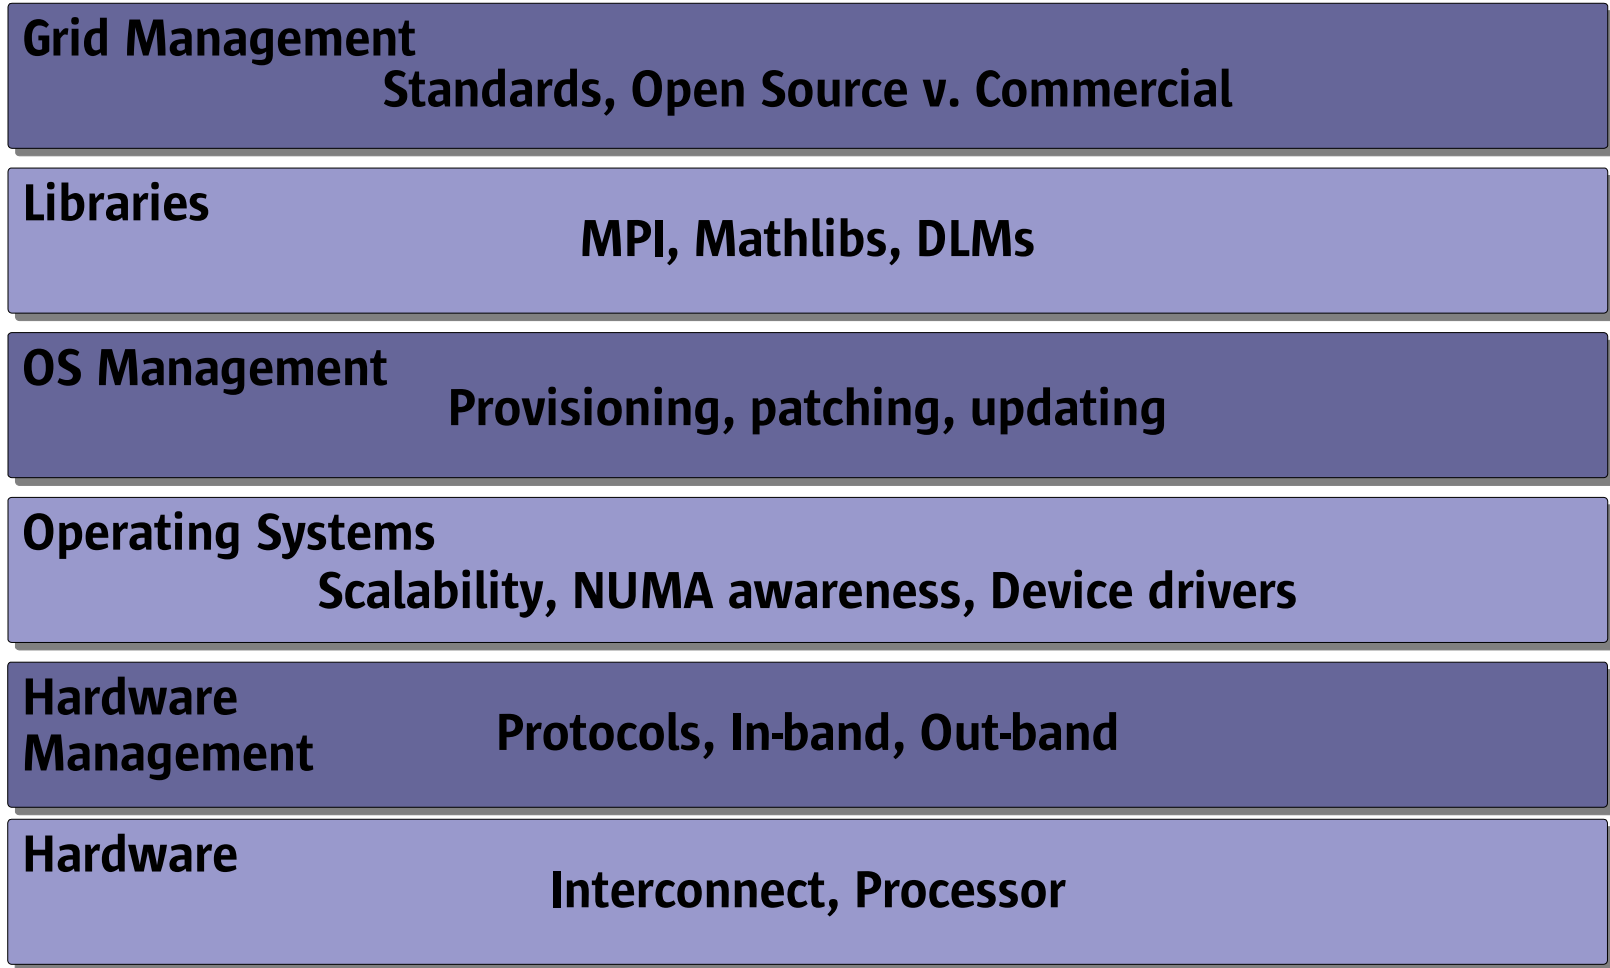 Grid Management
Standards, Open Source v. Commercial
Libraries
MPI, Mathlibs, DLMs
OS Management
Provisioning, patching, updating
Operating Systems
Scalability, NUMA awareness, Device drivers
Hardware
Management
Protocols, In-band, Out-band
Hardware
Interconnect, Processor